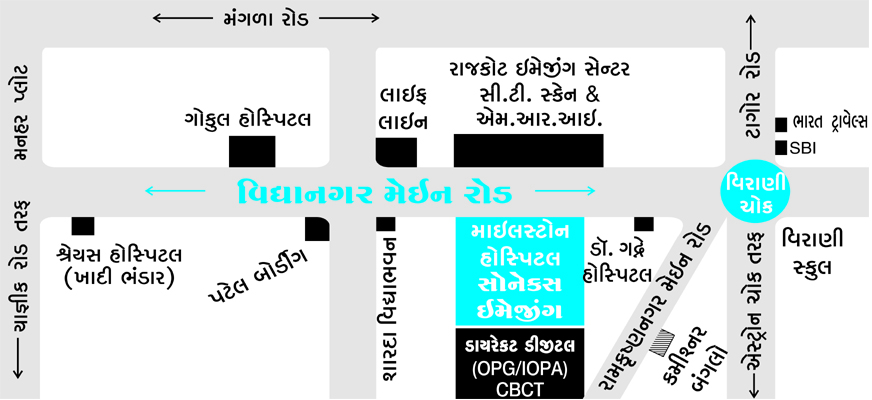 મંગળા રોડ
મનહર પ્લોટ
ગોકુલ હોસ્પિટલ
લાઈફ
લાઈન
રાજકોટ ઈમેજીંગ સેન્ટર
સી.ટી. સ્કેન &
એમ.આર.આઈ.
ટાગોર રોડ
ભારત ટ્રાવેલ્સ
SBI
વિદ્યાનગર મેઈન રોડ
વિરાણી
ચોક
યાજ્ઞીક રોડ તરફ
શ્રેયસ હોસ્પિટલ
(ખાદી ભંડાર)
પટેલ બોર્ડીંગ
શારદા વિદ્યાભવન
માઈલસ્ટોન
હોસ્પિટલ
સોનેક્સ
ઈમેજીંગ
ડાયરેકટ ડીજીટલ
(OPG/IOPA)
CBCT
ડૉ. ગદ્રે
હોસ્પિટલ
રામકૃષ્ણનગર મેઈન રોડ
કમીશ્નર
બંગલો
એસ્ટ્રોન ચોક તરફ
વિરાણી
સ્કુલ